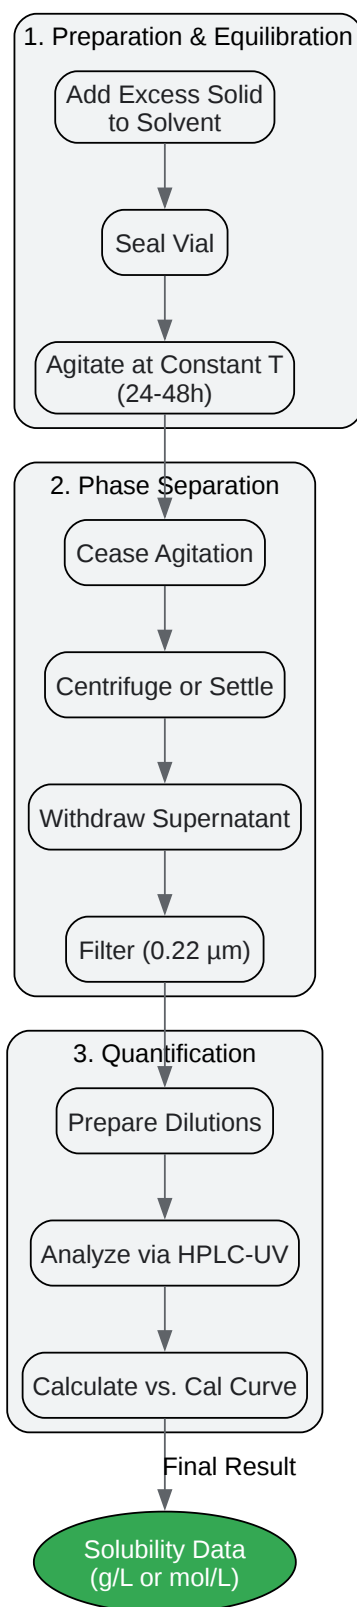 1. Preparation & Equilibration
Add Excess Solid
to Solvent
Seal Vial
Agitate at Constant T
(24-48h)
2. Phase Separation
Cease Agitation
Centrifuge or Settle
Withdraw Supernatant
Filter (0.22 µm)
3. Quantification
Prepare Dilutions
Analyze via HPLC-UV
Calculate vs. Cal Curve
Final Result
Solubility Data
(g/L or mol/L)